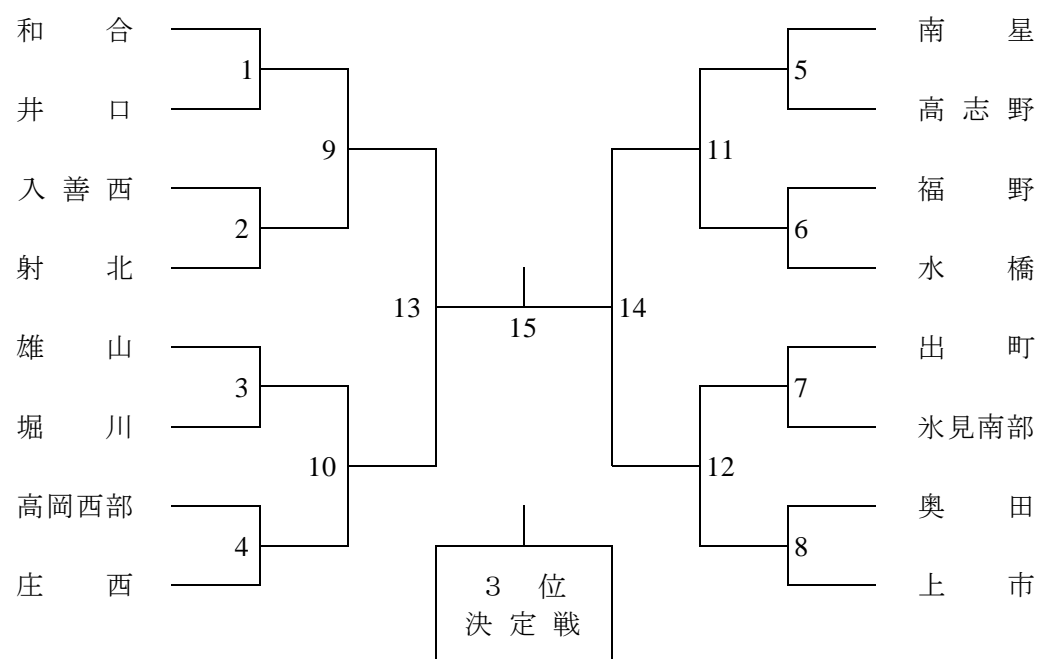 和合
南星
1
5
井口
高志野
9
11
入善西
福野
2
6
射北
水橋
13
14
15
雄山
出町
3
7
堀川
氷見南部
10
12
高岡西部
奥田
4
8
庄西
上市
3 位
決定戦